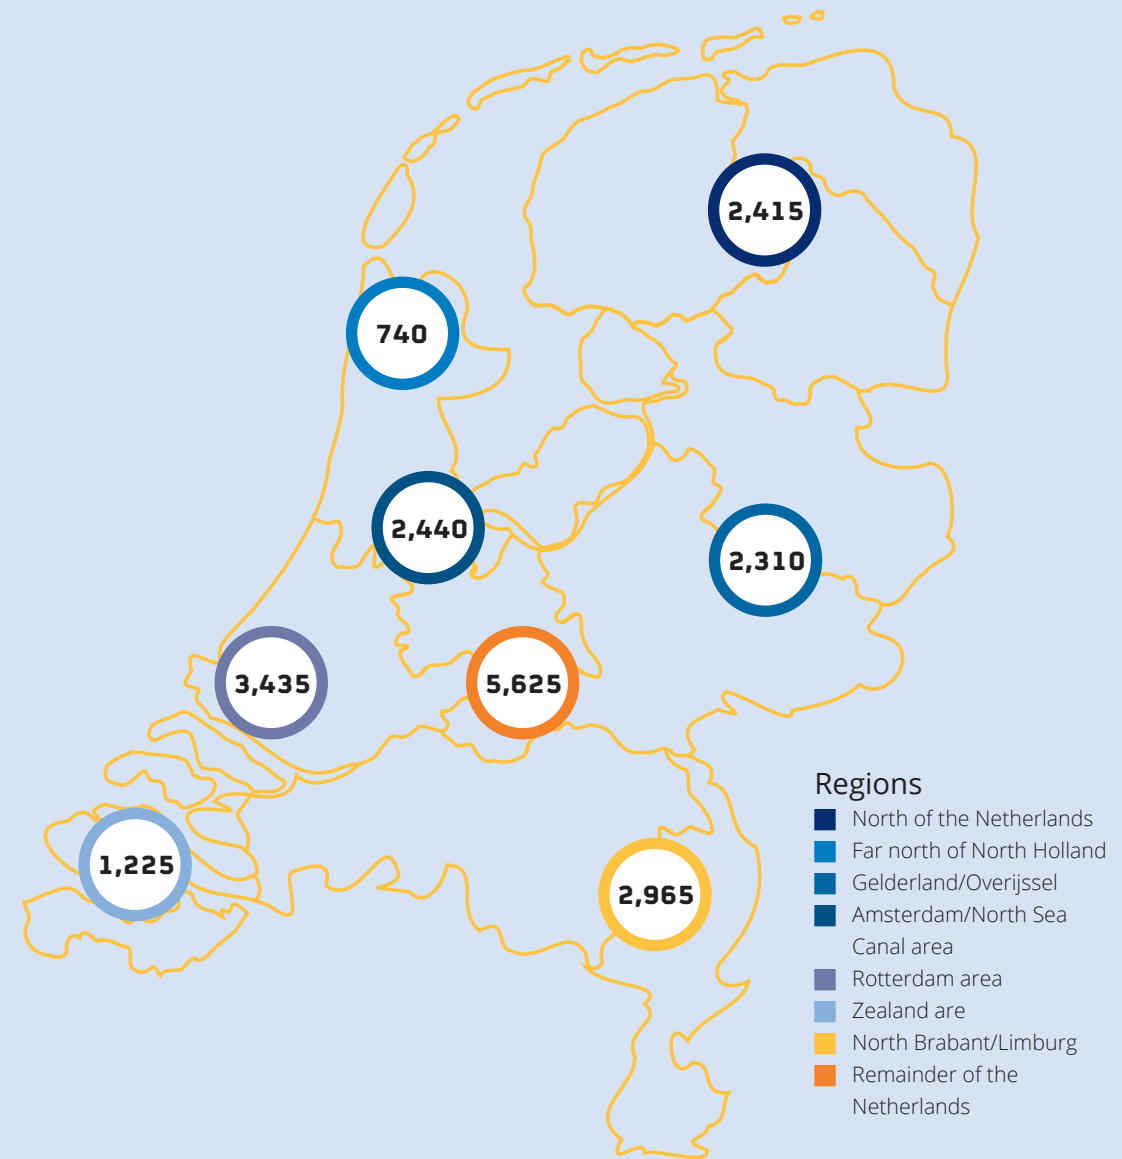 2,415
740
2,440
2,310
3,435
5,625
1,225
2,965
Regions
North of the Netherlands
Far north of North Holland
Gelderland/Overijssel
Amsterdam/North Sea
Canal area
Rotterdam area
Zealand are
North Brabant/Limburg
Remainder of the
Netherlands